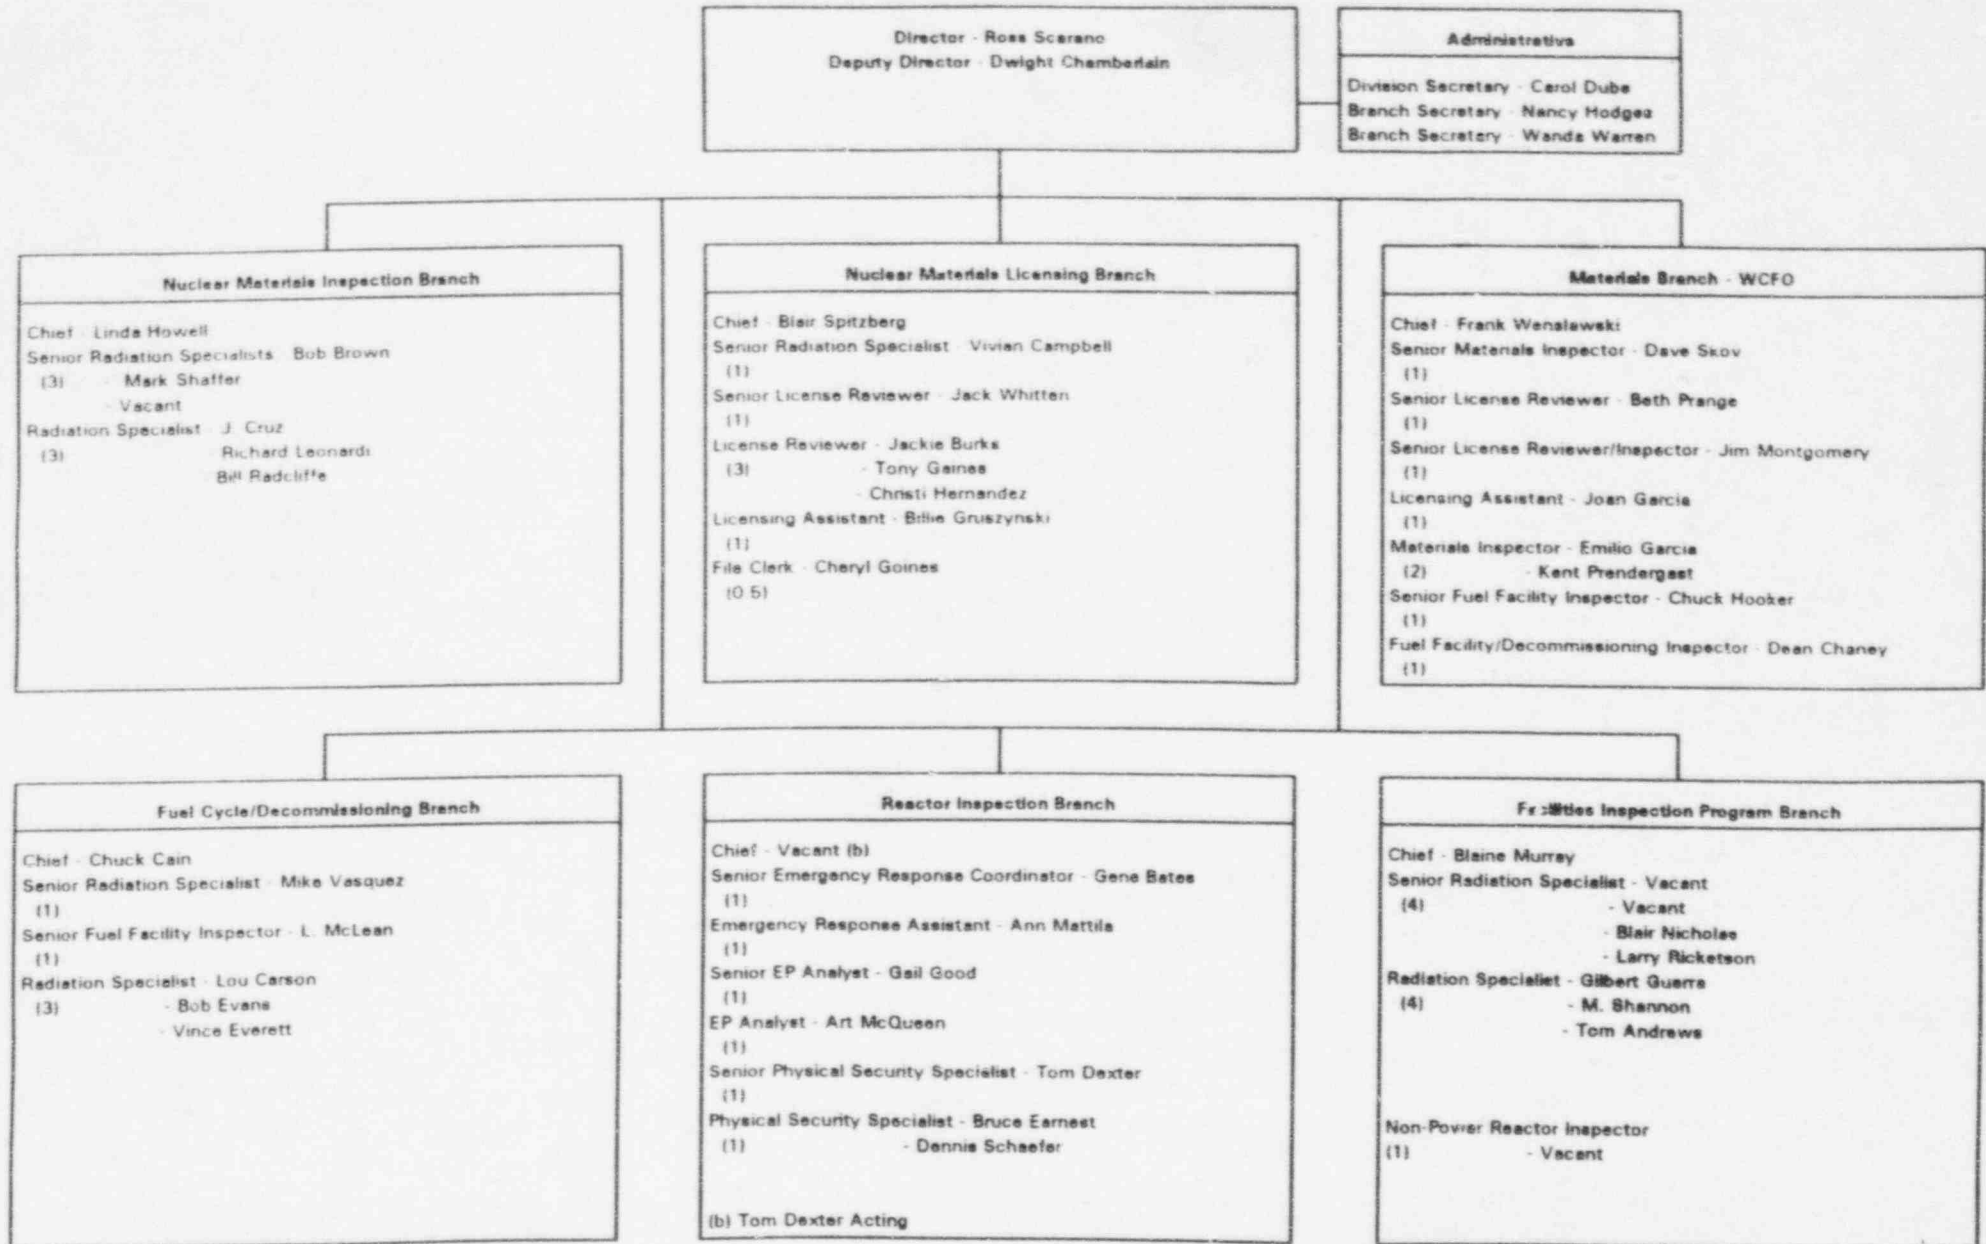 Director - Ross Scarano
Deputy Director - Dwight Chamberlain
Administrative
Division Secretary - Carol Dube
Branch Secretary - Nancy Hodges
Branch Secretary - Wanda Warren
Nuclear Materials Inspection Branch
Chief - Linda Howell
Senior Radiation Specialists Bob Brown
(3) - Mark Shaffer
- Vacant
Radiation Specialist - J. Cruz
(3) Richard Leonardi
Bill Radcliffe
Nuclear Materials Licensing Branch
Chief - Blair Spitzberg
Senior Radiation Specialist - Vivian Campbell
(1)
Senior License Reviewer - Jack Whitten
(1)
License Reviewer - Jackie Burks
(3) - Tony Gaines
- Christi Hernandez
Licensing Assistant - Billie Gruszynski
(1)
File Clerk - Cheryl Goines
(0.5)
Materials Branch - WCFO
Chief - Frank Wenslawski
Senior Materials Inspector - Dave Skov
(1)
Senior License Reviewer - Beth Prange
(1)
Senior License Reviewer/Inspector - Jim Montgomery
(1)
Licensing Assistant - Joan Garcia
(1)
Materials Inspector - Emilio Garcia
(2) - Kent Prendergast
Senior Fuel Facility Inspector - Chuck Hooker
(1)
Fuel Facility/Decommissioning Inspector - Dean Chaney
(1)
Fuel Cycle/Decommissioning Branch
Chief - Chuck Cain
Senior Radiation Specialist - Mike Vasquez
(1)
Senior Fuel Facility Inspector - L. McLean
(1)
Radiation Specialist - Lou Carson
(3) - Bob Evans
- Vince Everett
Reactor Inspection Branch
Chief - Vacant (b)
Senior Emergency Response Coordinator - Gene Bates
(1)
Emergency Response Assistant - Ann Mattila
(1)
Senior EP Analyst - Gail Good
(1)
EP Analyst - Art McQueen
(1)
Senior Physical Security Specialist - Tom Dexter
(1)
Physical Security Specialist - Bruce Earnest
(1) - Dennis Schaefer
(b) Tom Dexter Acting
Facilities Inspection Program Branch
Chief - Blaine Murray
Senior Radiation Specialist - Vacant
(4) - Vacant
- Blair Nicholas
- Larry Ricketson
Radiation Specialist - Gilbert Guerra
(4) - M. Shannon
- Tom Andrews
Non-Power Reactor Inspector
(1) - Vacant